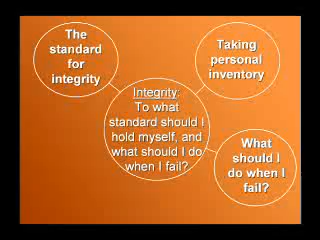 The
standard
for
integrity
Taking
personal
inventory
Integrity:
To what
standard should I
hold myself, and
what should I do
when I fail?
What
should I
do when I
fail?